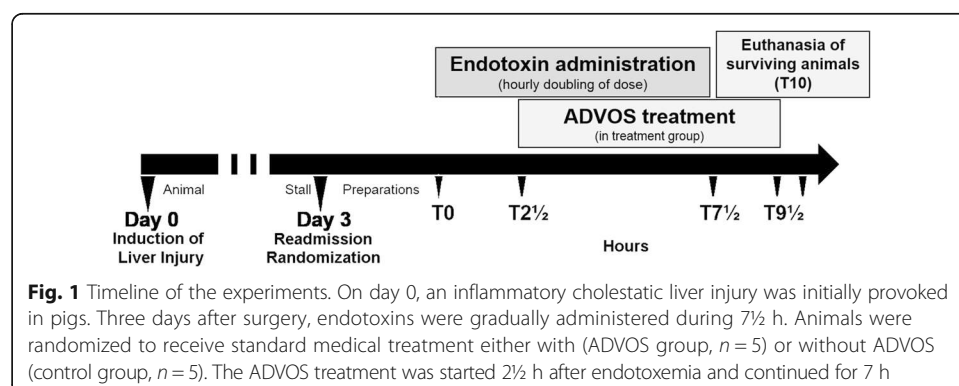 Endotoxin administration
(hourly doubling of dose)
Euthanasia of
surviving animals
(T10)
ADVOS treatment
(in treatment group)
Animal
Stall
Preparations
Day 0
Induction of
Liver Injury
Day 3
Readmission
Randomization
T0
T2½
T7½
T9½
Hours
Fig. 1 Timeline of the experiments. On day 0, an inflammatory cholestatic liver injury was initially provoked
in pigs. Three days after surgery, endotoxins were gradually administered during 7½ h. Animals were
randomized to receive standard medical treatment either with (ADVOS group, n = 5) or without ADVOS
(control group, n = 5). The ADVOS treatment was started 2½ h after endotoxemia and continued for 7 h